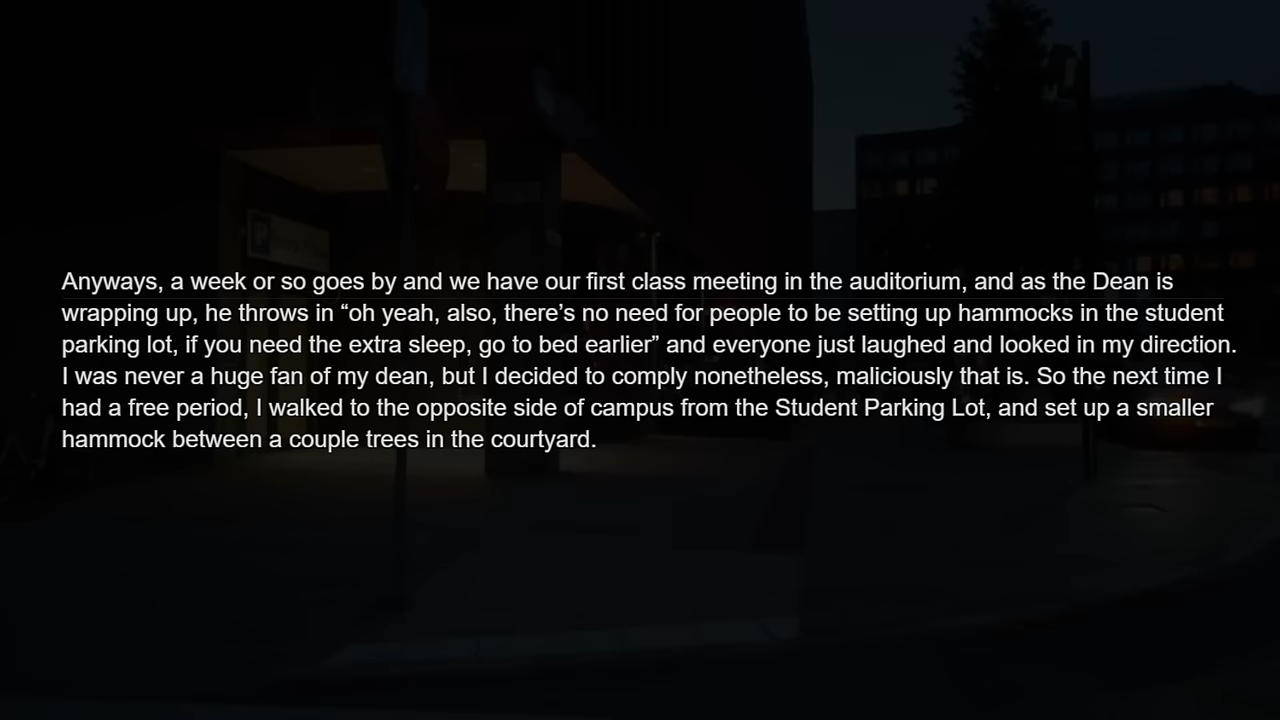 Anyways, a week or so goes by and we have our first class meeting in the auditorium, and as the Dean is
wrapping up, he throws in “oh yeah, also, there’s no need for people to be setting up hammocks in the student
parking lot, if you need the extra sleep, go to bed earlier” and everyone just laughed and looked in my direction.
I was never a huge fan of my dean, but I decided to comply nonetheless, maliciously that is. So the next time I
had a free period, I walked to the opposite side of campus from the Student Parking Lot, and set up a smaller
hammock between a couple trees in the courtyard.